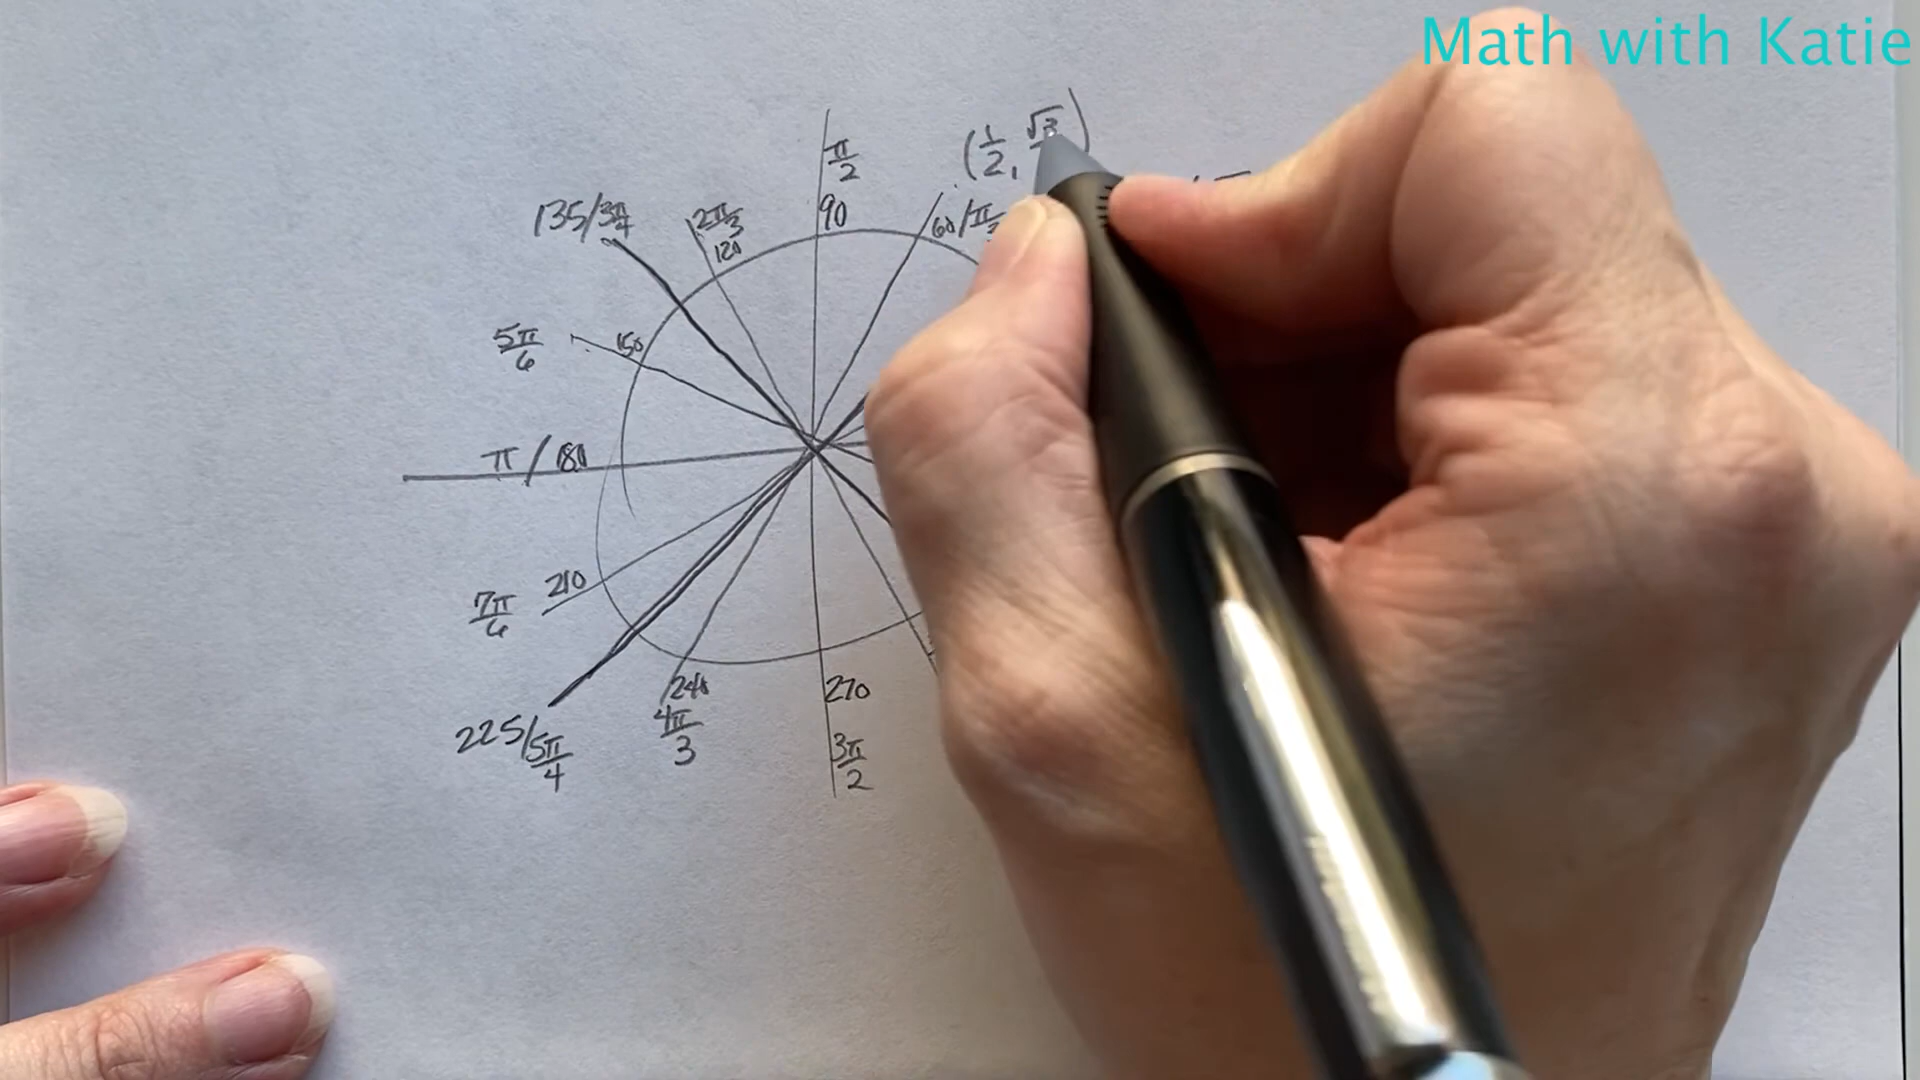 Math with Katie
(1/2, √3
π/2
90
60/π
135/3π/4
2π/3
120
5π/6
150
π/180
210
7π/6
240
4π/3
270
3π/2
225/5π/4